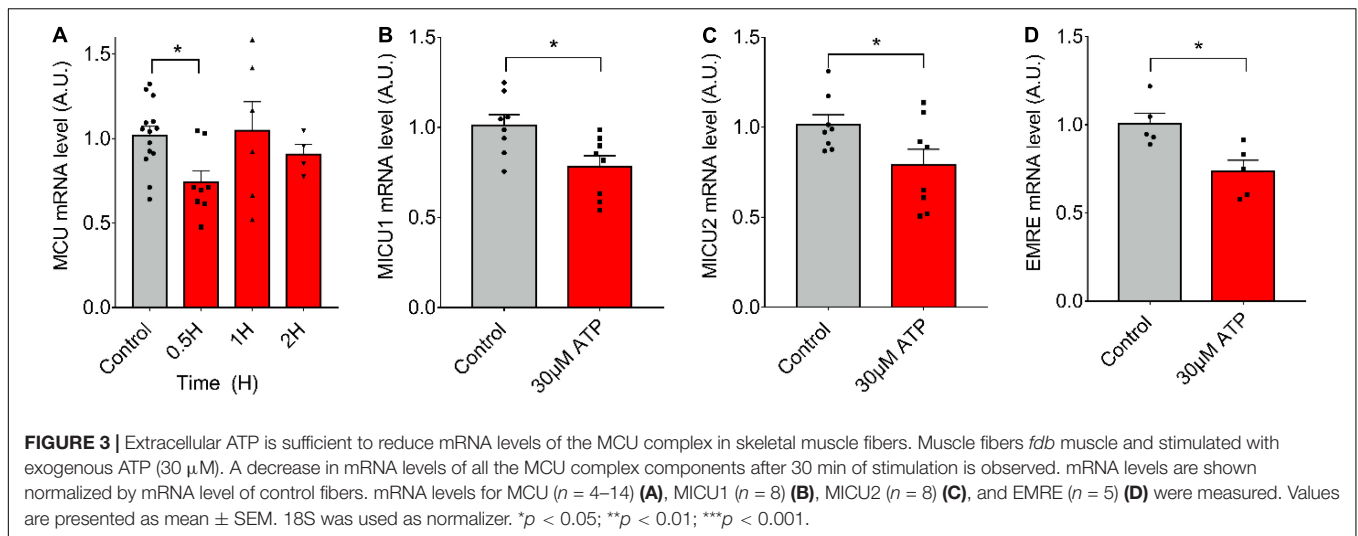 A
*
MCU mRNA level (A.U.)
1.5
1.0
0.5
0.0
Control
0.5H
1H
2H
Time (H)
B
*
MICU1 mRNA level (A.U.)
1.5
1.0
0.5
0.0
Control
30µM ATP
C
*
MICU2 mRNA level (A.U.)
1.5
1.0
0.5
0.0
Control
30µM ATP
D
*
EMRE mRNA level (A.U.)
1.5
1.0
0.5
0.0
Control
30µM ATP
FIGURE 3 | Extracellular ATP is sufficient to reduce mRNA levels of the MCU complex in skeletal muscle fibers. Muscle fibers fdb muscle and stimulated with
exogenous ATP (30 µM). A decrease in mRNA levels of all the MCU complex components after 30 min of stimulation is observed. mRNA levels are shown
normalized by mRNA level of control fibers. mRNA levels for MCU (n = 4–14) (A), MICU1 (n = 8) (B), MICU2 (n = 8) (C), and EMRE (n = 5) (D) were measured. Values
are presented as mean ± SEM. 18S was used as normalizer. *p < 0.05; **p < 0.01; ***p < 0.001.